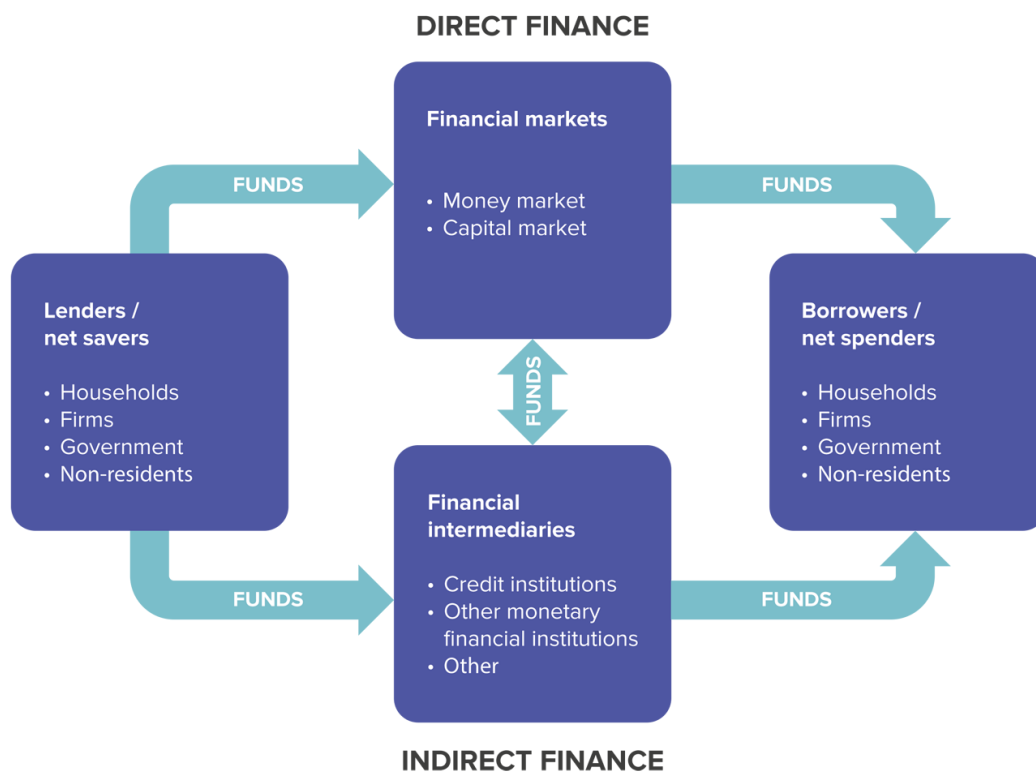 DIRECT FINANCE
Financial markets
• Money market
• Capital market
FUNDS
FUNDS
Lenders /
net savers
• Households
• Firms
• Government
• Non-residents
FUNDS
Borrowers /
net spenders
• Households
• Firms
• Government
• Non-residents
Financial
intermediaries
• Credit institutions
• Other monetary
financial institutions
• Other
FUNDS
FUNDS
INDIRECT FINANCE